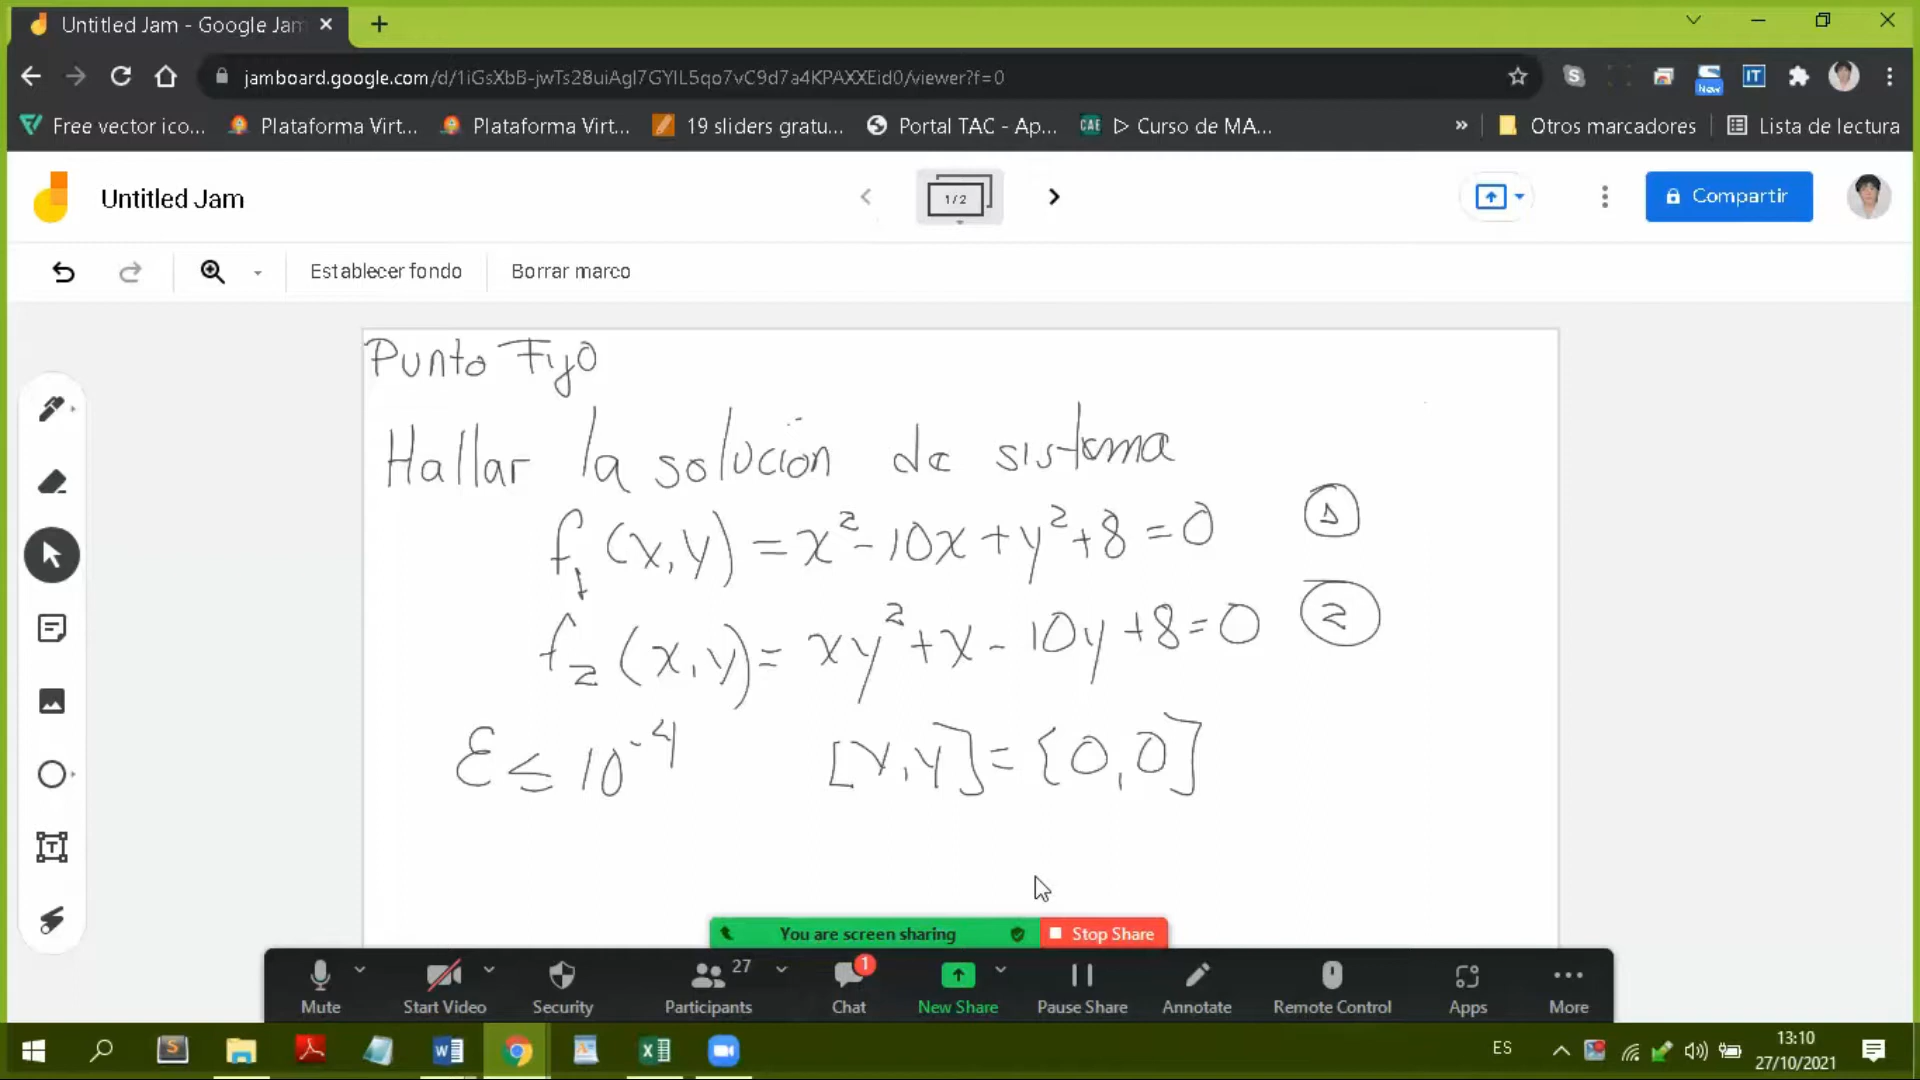 Untitled Jam - Google Jam
jamboard.google.com/d/1iGsXbB-jwTs28uiAgI7GYIL5qo7vC9d7a4KPAXXEid0/viewer?f=0
New
IT
Free vector ico...
Plataforma Virt...
Plataforma Virt...
19 sliders gratu...
Portal TAC - Ap...
CAE
▷ Curso de MA...
»
Otros marcadores
Lista de lectura
Untitled Jam
1/2
Compartir
Establecer fondo
Borrar marco
Punto Fijo
Hallar la solución de sistema
f₁(x,y) = x² - 10x + y² + 8 = 0 ①
f₂(x,y) = xy² + x - 10y + 8 = 0 ②
ε ≤ 10⁻⁴ [x,y] = {0,0]
You are screen sharing
Stop Share
Mute
Start Video
Security
27
Participants
1
Chat
New Share
Pause Share
Annotate
Remote Control
Apps
More
ES
13:10
27/10/2021